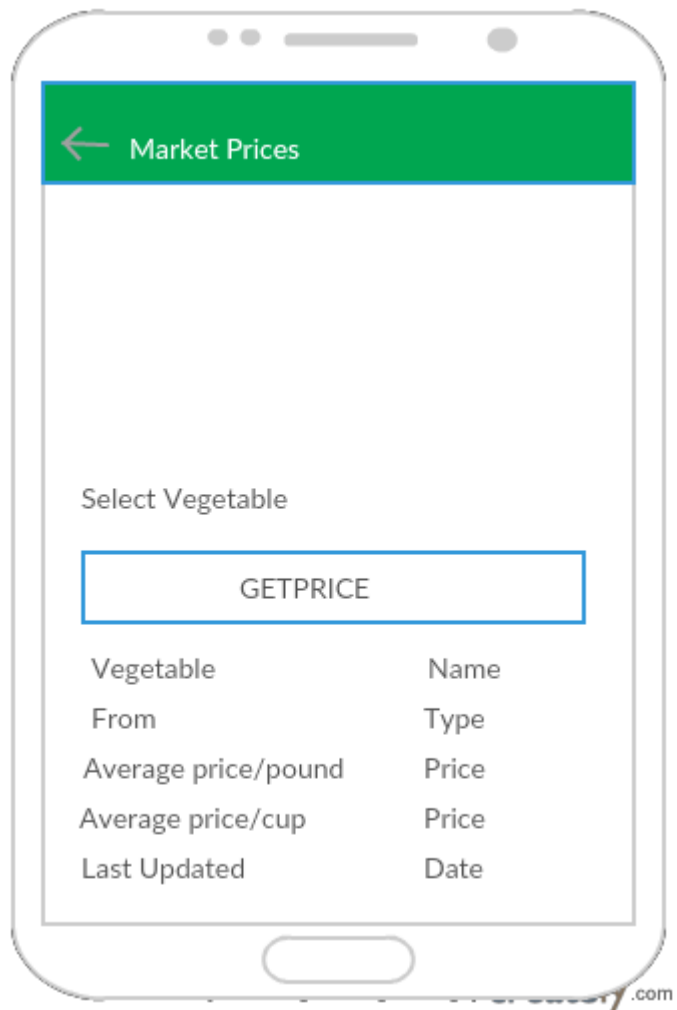 Market Prices
Select Vegetable
GETPRICE
Vegetable Name
From Type
Average price/pound Price
Average price/cup Price
Last Updated Date
.com